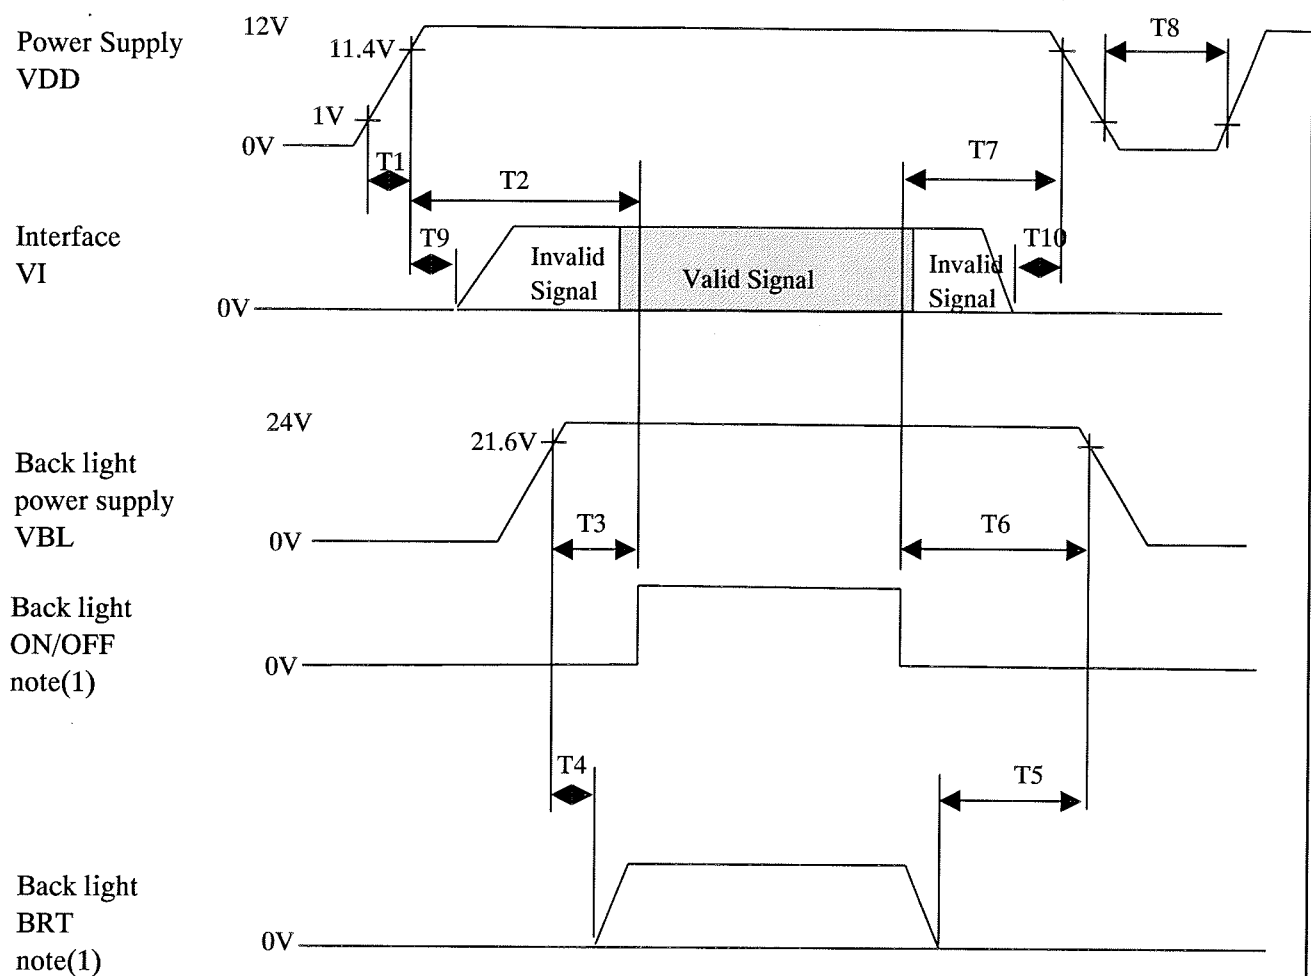 Power Supply
VDD
12V
11.4V
1V
0V
T8
T1
T2
T7
Interface
VI
T9
Invalid
Signal
Valid Signal
Invalid
Signal
T10
0V
24V
21.6V
Back light
power supply
VBL
0V
T3
T6
Back light
ON/OFF
note(1)
0V
T4
T5
Back light
BRT
note(1)
0V